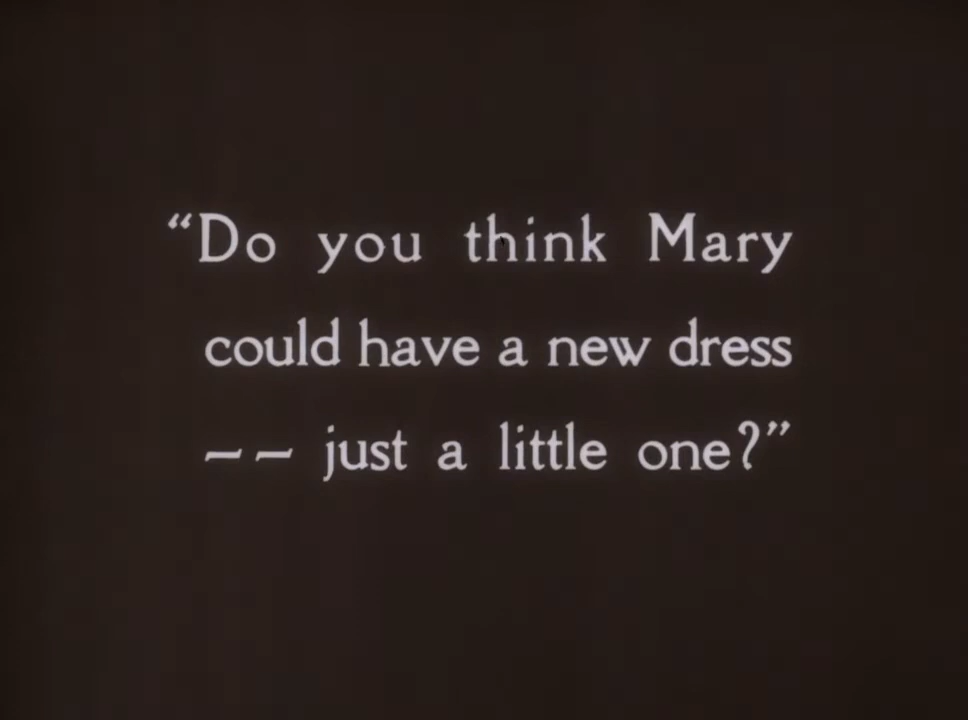 “Do you think Mary
could have a new dress
—— just a little one?”